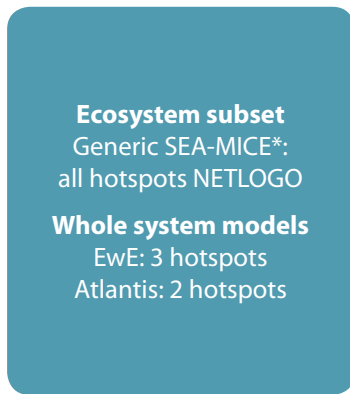 Ecosystem subset
Generic SEA-MICE*:
all hotspots NETLOGO
Whole system models
EwE: 3 hotspots
Atlantis: 2 hotspots